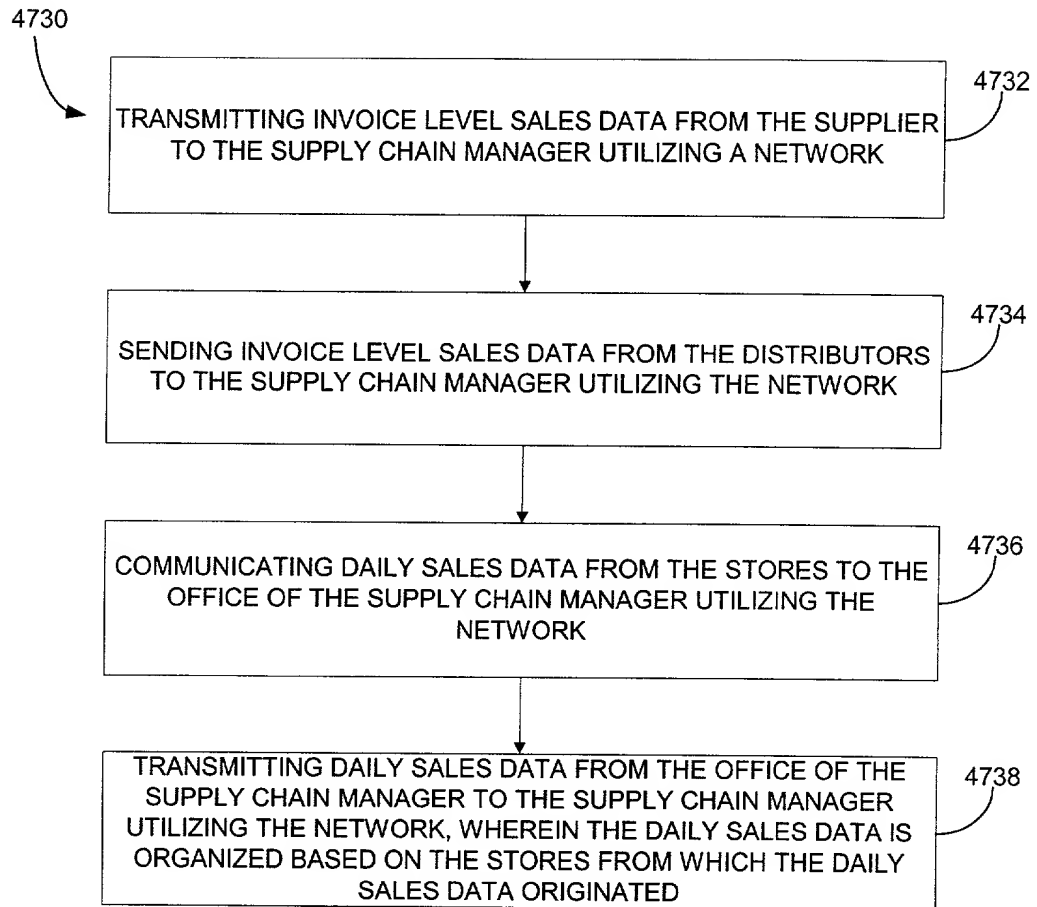 4730
TRANSMITTING INVOICE LEVEL SALES DATA FROM THE SUPPLIER
TO THE SUPPLY CHAIN MANAGER UTILIZING A NETWORK
4732
SENDING INVOICE LEVEL SALES DATA FROM THE DISTRIBUTORS
TO THE SUPPLY CHAIN MANAGER UTILIZING THE NETWORK
4734
COMMUNICATING DAILY SALES DATA FROM THE STORES TO THE
OFFICE OF THE SUPPLY CHAIN MANAGER UTILIZING THE
NETWORK
4736
TRANSMITTING DAILY SALES DATA FROM THE OFFICE OF THE
SUPPLY CHAIN MANAGER TO THE SUPPLY CHAIN MANAGER
UTILIZING THE NETWORK, WHEREIN THE DAILY SALES DATA IS
ORGANIZED BASED ON THE STORES FROM WHICH THE DAILY
SALES DATA ORIGINATED
4738